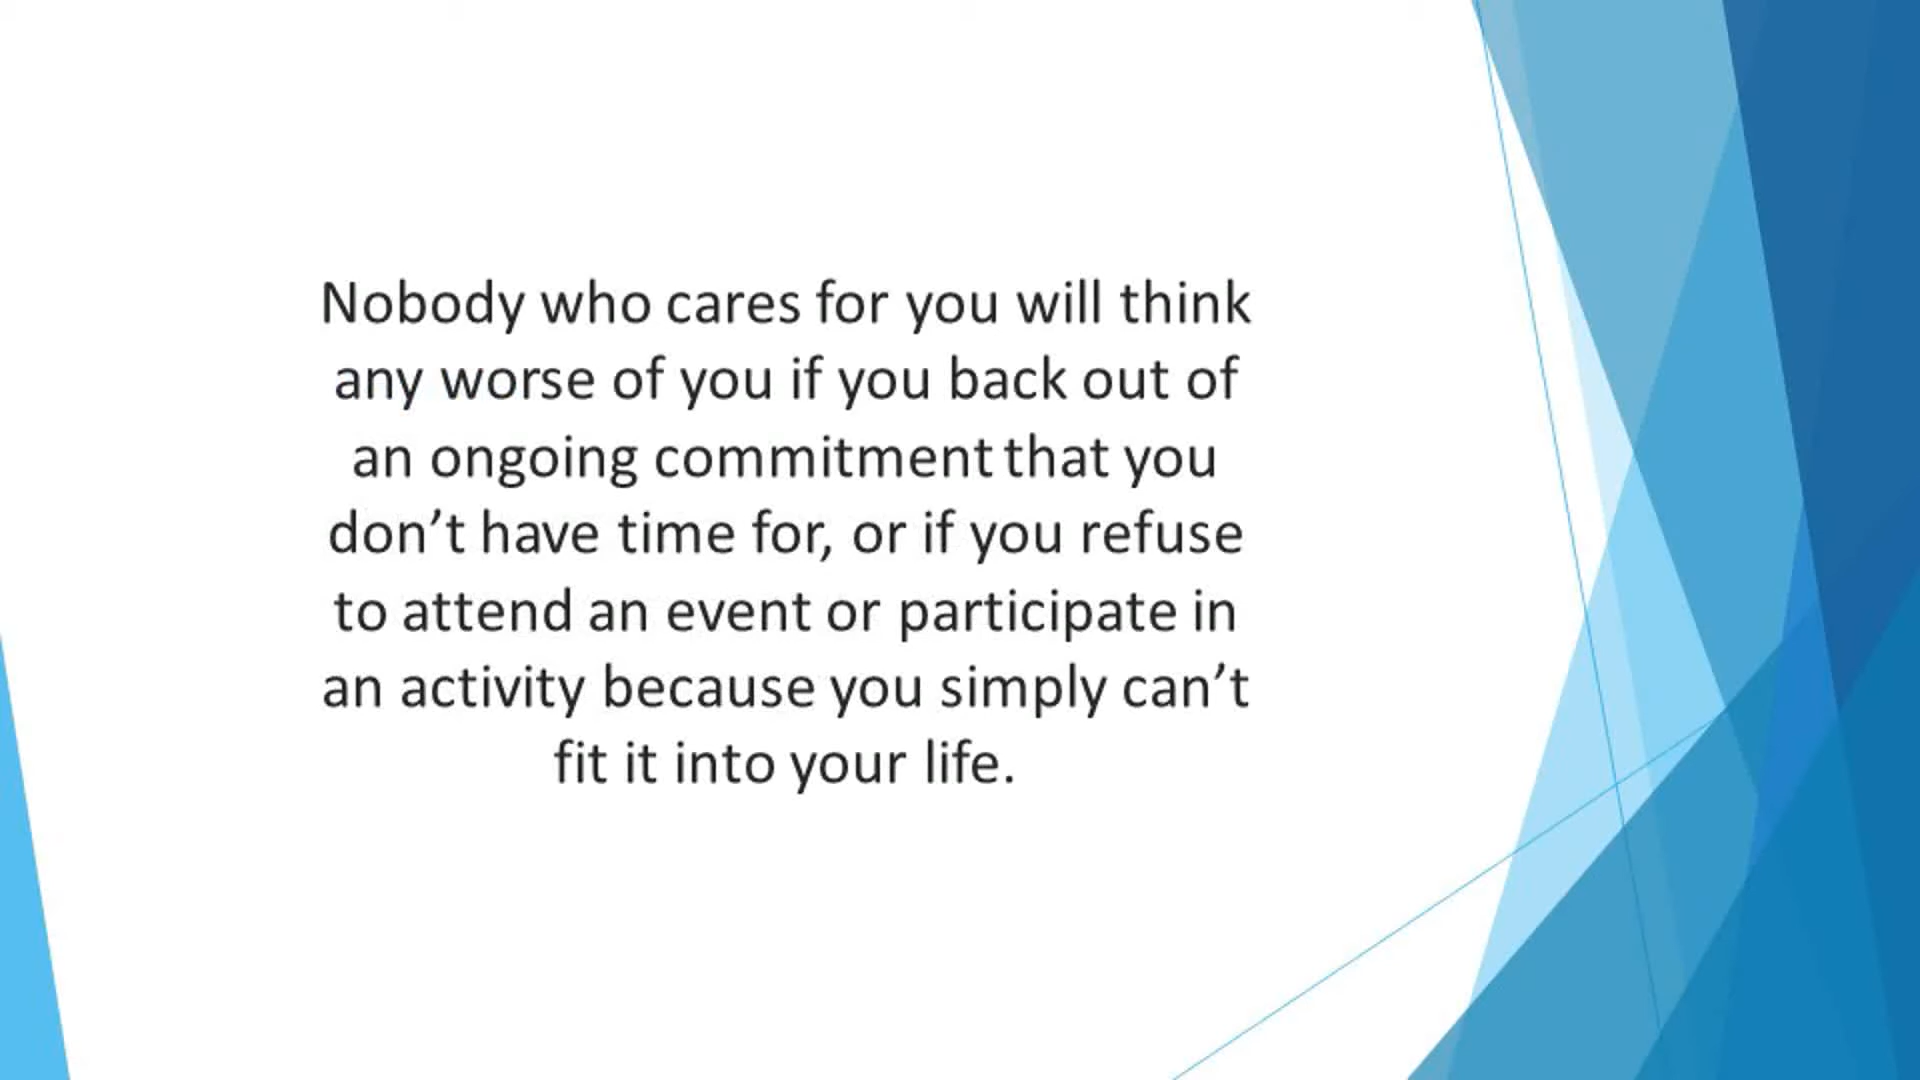 Nobody who cares for you will think
any worse of you if you back out of
an ongoing commitment that you
don’t have time for, or if you refuse
to attend an event or participate in
an activity because you simply can’t
fit it into your life.